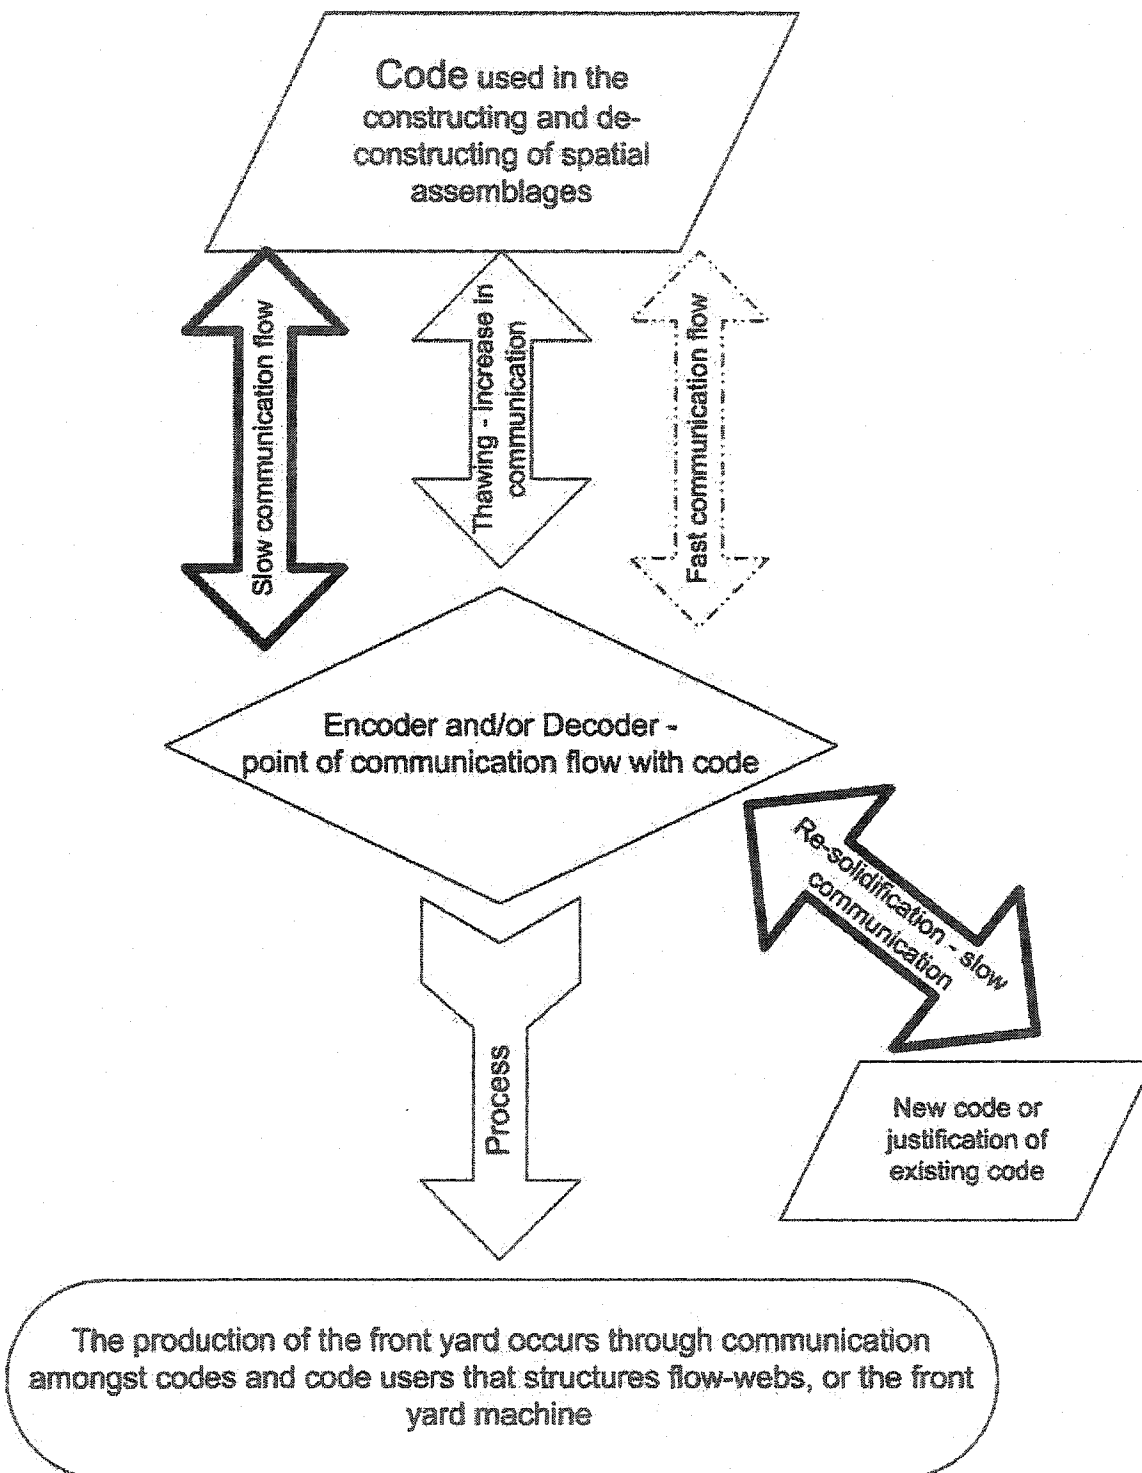 Code used in the
constructing and de-
constructing of spatial
assemblages
Slow communication flow
Thawing - increase in
communication
Fast communication flow
Encoder and/or Decoder -
point of communication flow with code
Re-solidification - slow
communication
Process
New code or
justification of
existing code
The production of the front yard occurs through communication
amongst codes and code users that structures flow-webs, or the front
yard machine